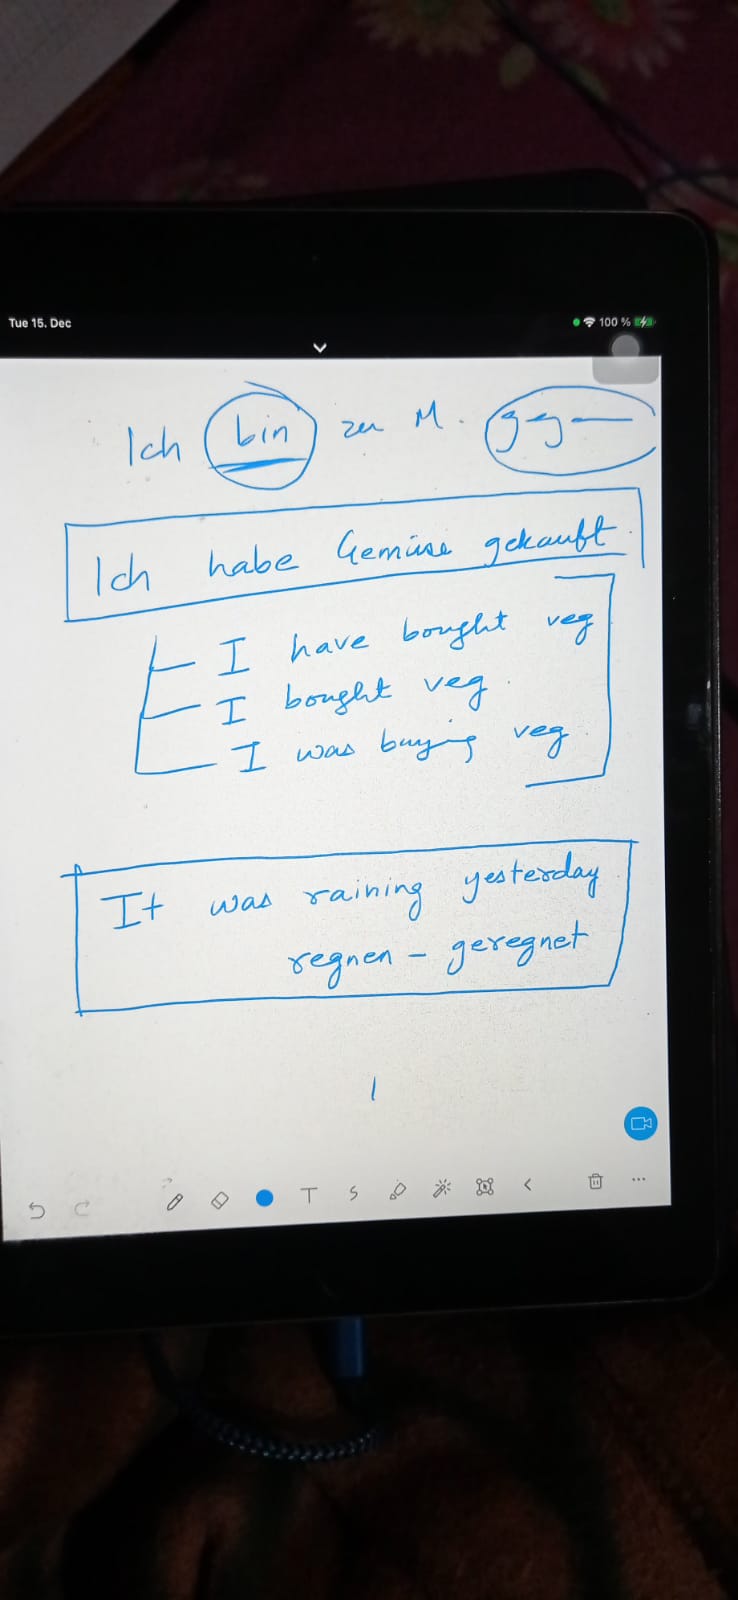 Tue 15. Dec
100 %
Ich bin zu M. geg—
Ich habe Gemüse gekauft.
I have bought veg
I bought veg.
I was buying veg.
It was raining yesterday
regnen - geregnet
T